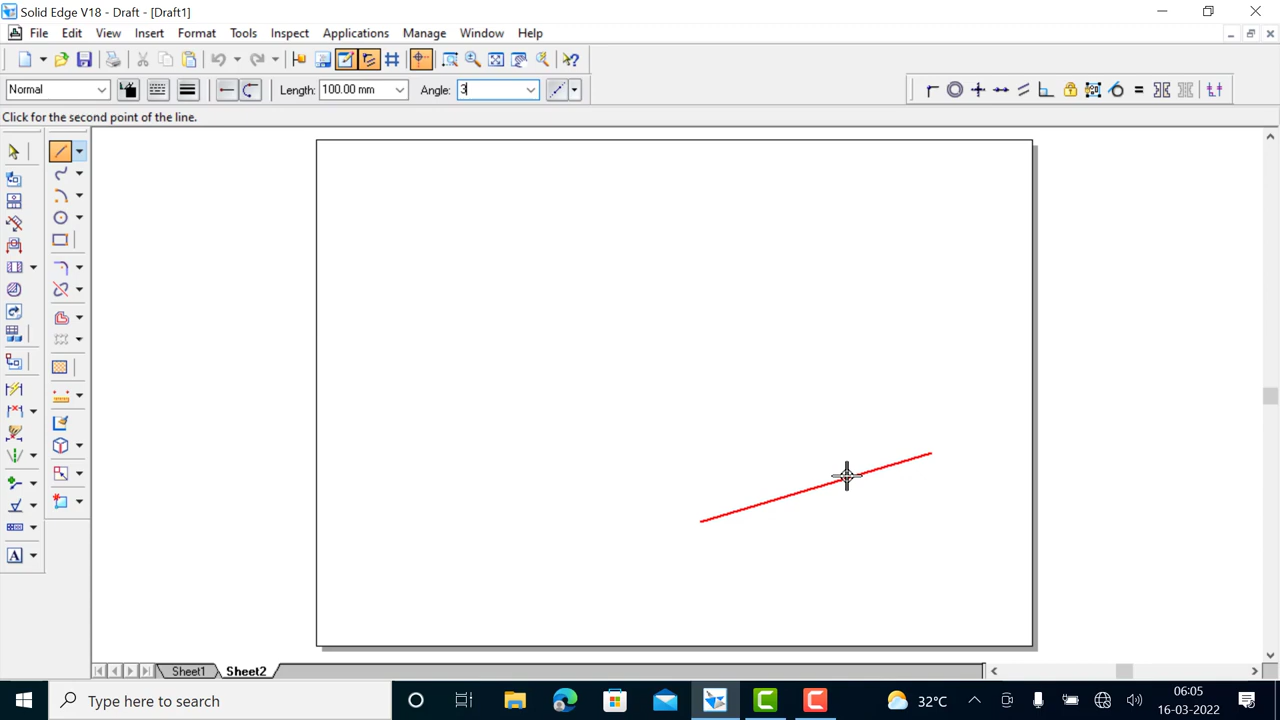 Solid Edge V18 - Draft - [Draft1]
File Edit View Insert Format Tools Inspect Applications Manage Window Help
Normal Length: 100.00 mm Angle: 3
Click for the second point of the line.
A
Sheet1 Sheet2
Type here to search 32°C 06:05
16-03-2022